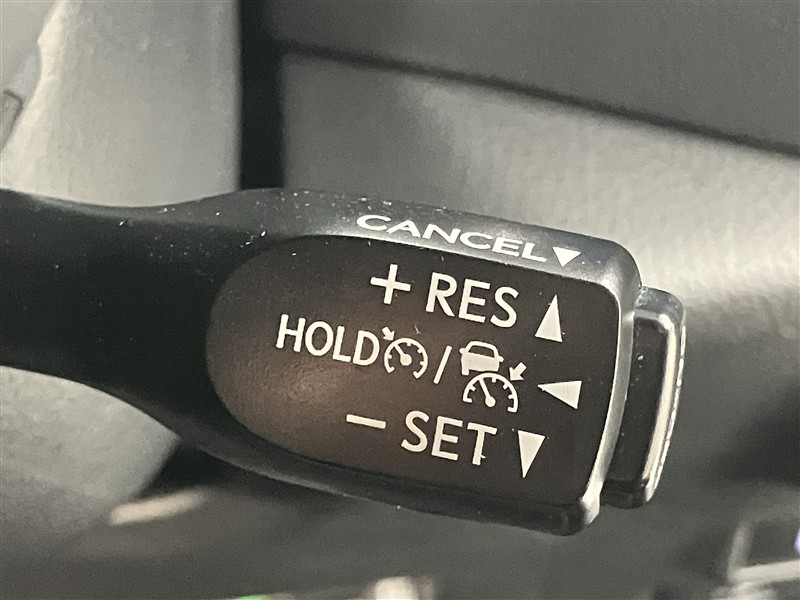 CANCEL▼
+ RES ▲
HOLD / ◀
− SET ▼